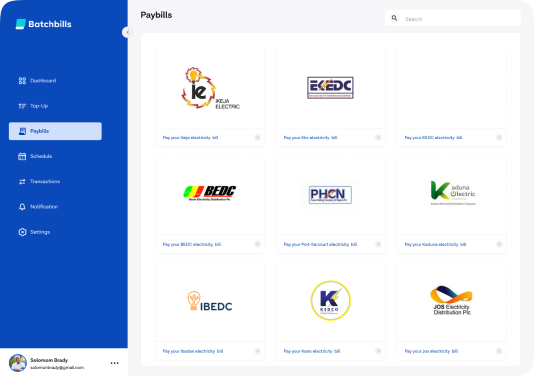 Batchbills
Dashboard
Top-Up
Paybills
Schedule
Transactions
Notification
Settings
Solomom Brady
solomonbrady@gmail.com
Paybills
Search
ie
IKEJA
ELECTRIC
Pay your Ikeja electricity bill
EKEDC
Pay your Eko electricity bill
Pay your EEDC electricity bill
BEDC
Benin Electricity Distribution Plc
Pay your BEDC electricity bill
PHCN
Pay your Port-harcourt electricity bill
Kaduna
Electric
Pay your Kaduna electricity bill
IBEDC
Pay your Ibadan electricity bill
KEDCO
Pay your Kano electricity bill
JOS Electricity
Distribution Plc
Pay your Jos electricity bill